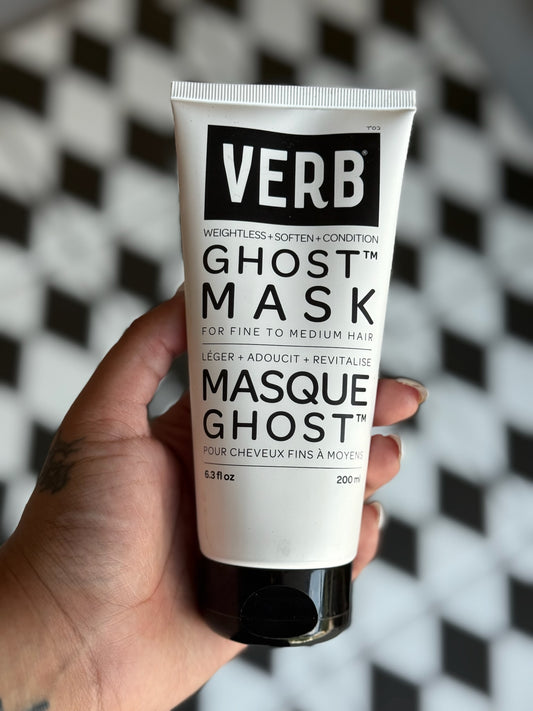 VERB®
WEIGHTLESS + SOFTEN + CONDITION
GHOST™
MASK
FOR FINE TO MEDIUM HAIR
LÉGER + ADOUCIT + REVITALISE
MASQUE
GHOST™
POUR CHEVEUX FINS À MOYENS
6.3 fl oz 200 ml